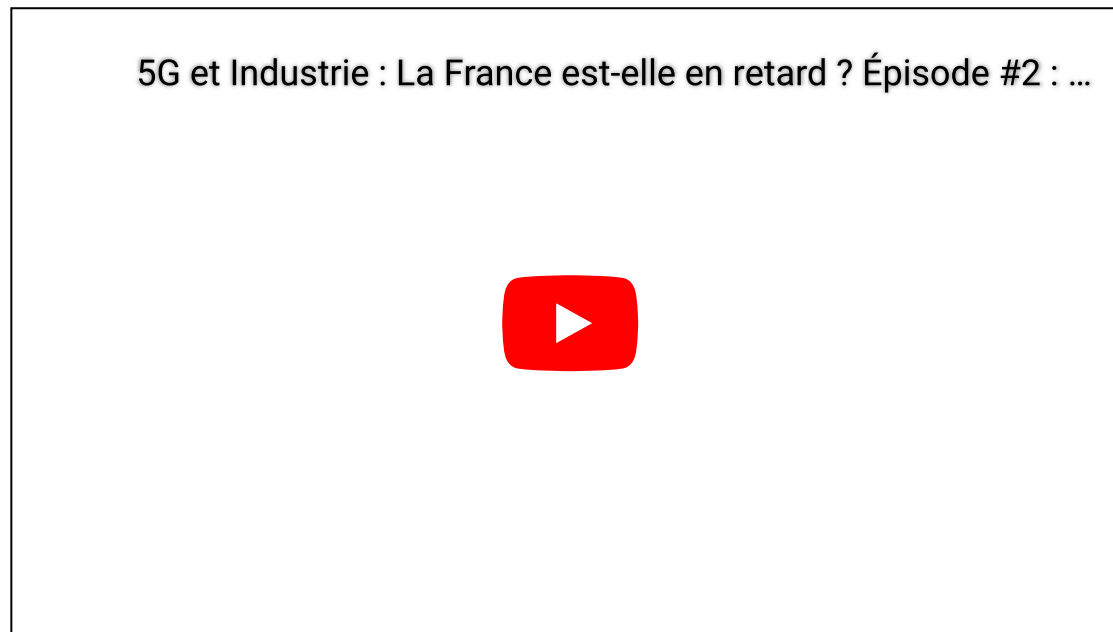 5G et Industrie : La France est-elle en retard ? Épisode #2 : ...